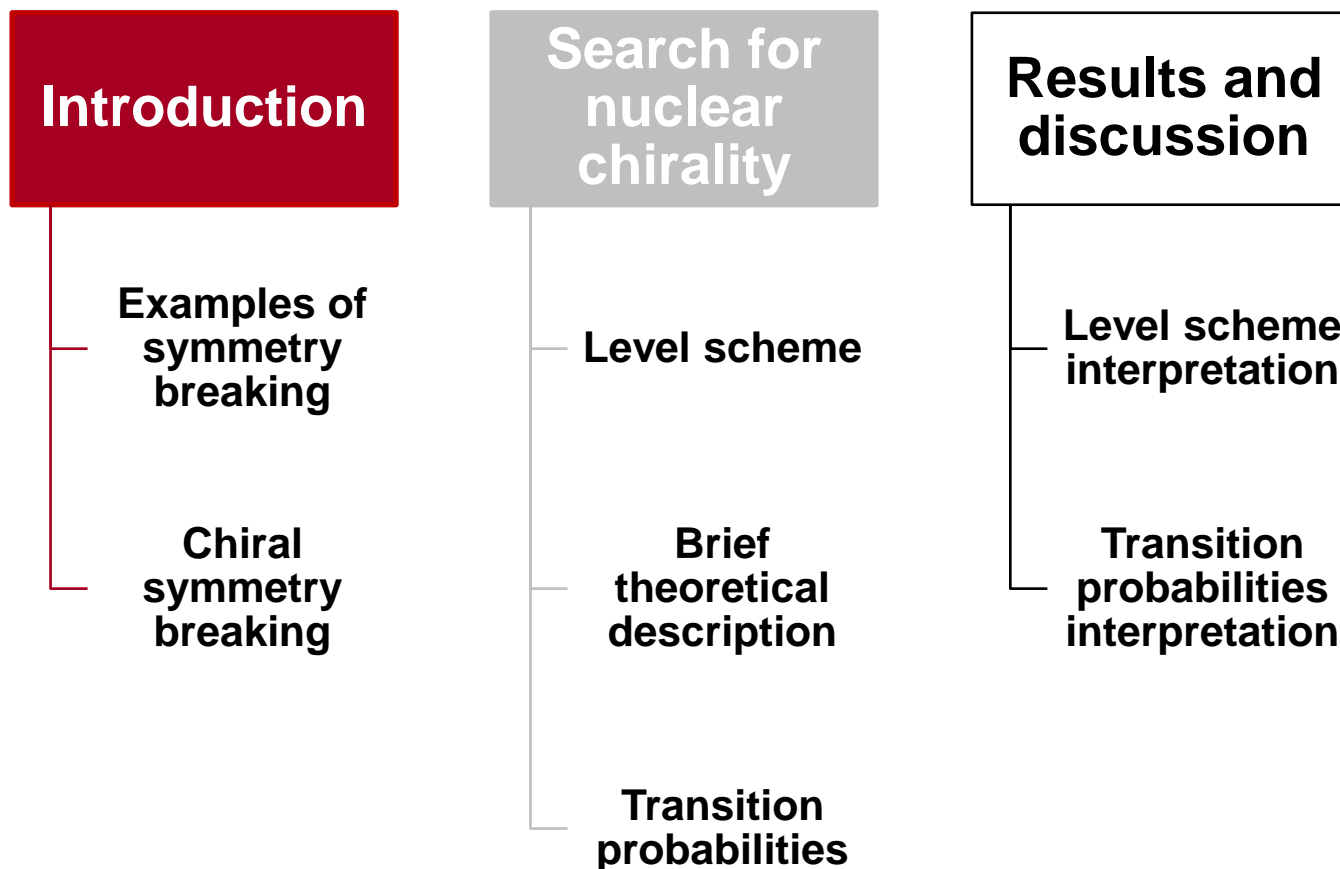 Introduction
Examples of
symmetry
breaking
Chiral
symmetry
breaking
Search for
nuclear
chirality
Level scheme
Brief
theoretical
description
Transition
probabilities
Results and
discussion
Level scheme
interpretation
Transition
probabilities
interpretation